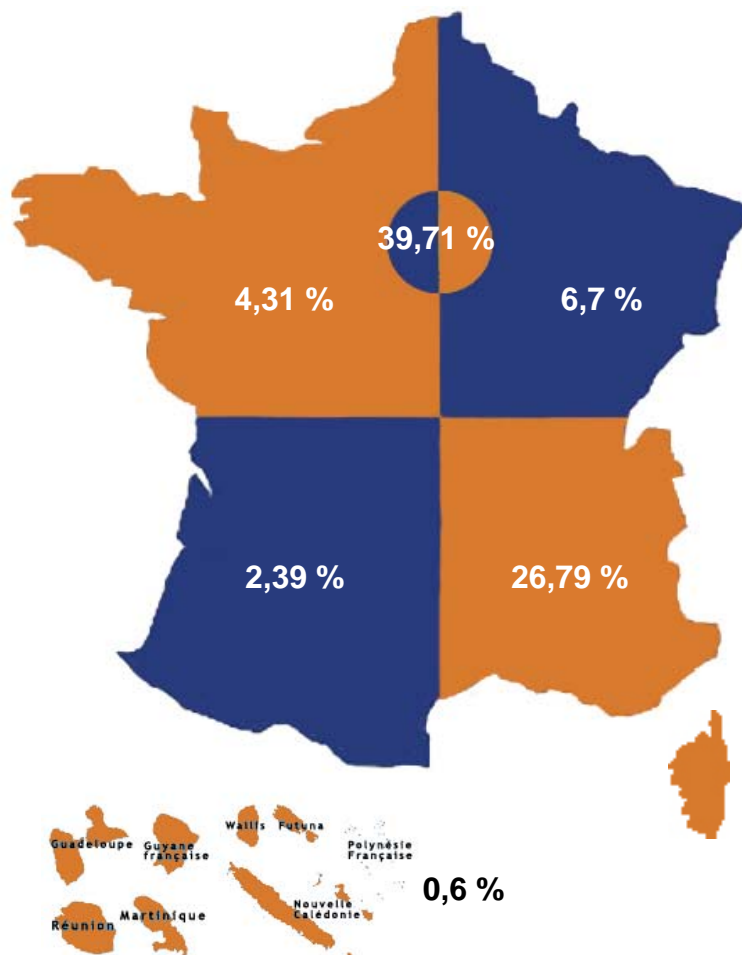 39,71 %
4,31 %
6,7 %
2,39 %
26,79 %
Wallis
Futuna
Guadeloupe
Guyane
française
Polynésie
Française
0,6 %
Nouvelle
Calédonie
Martinique
Réunion